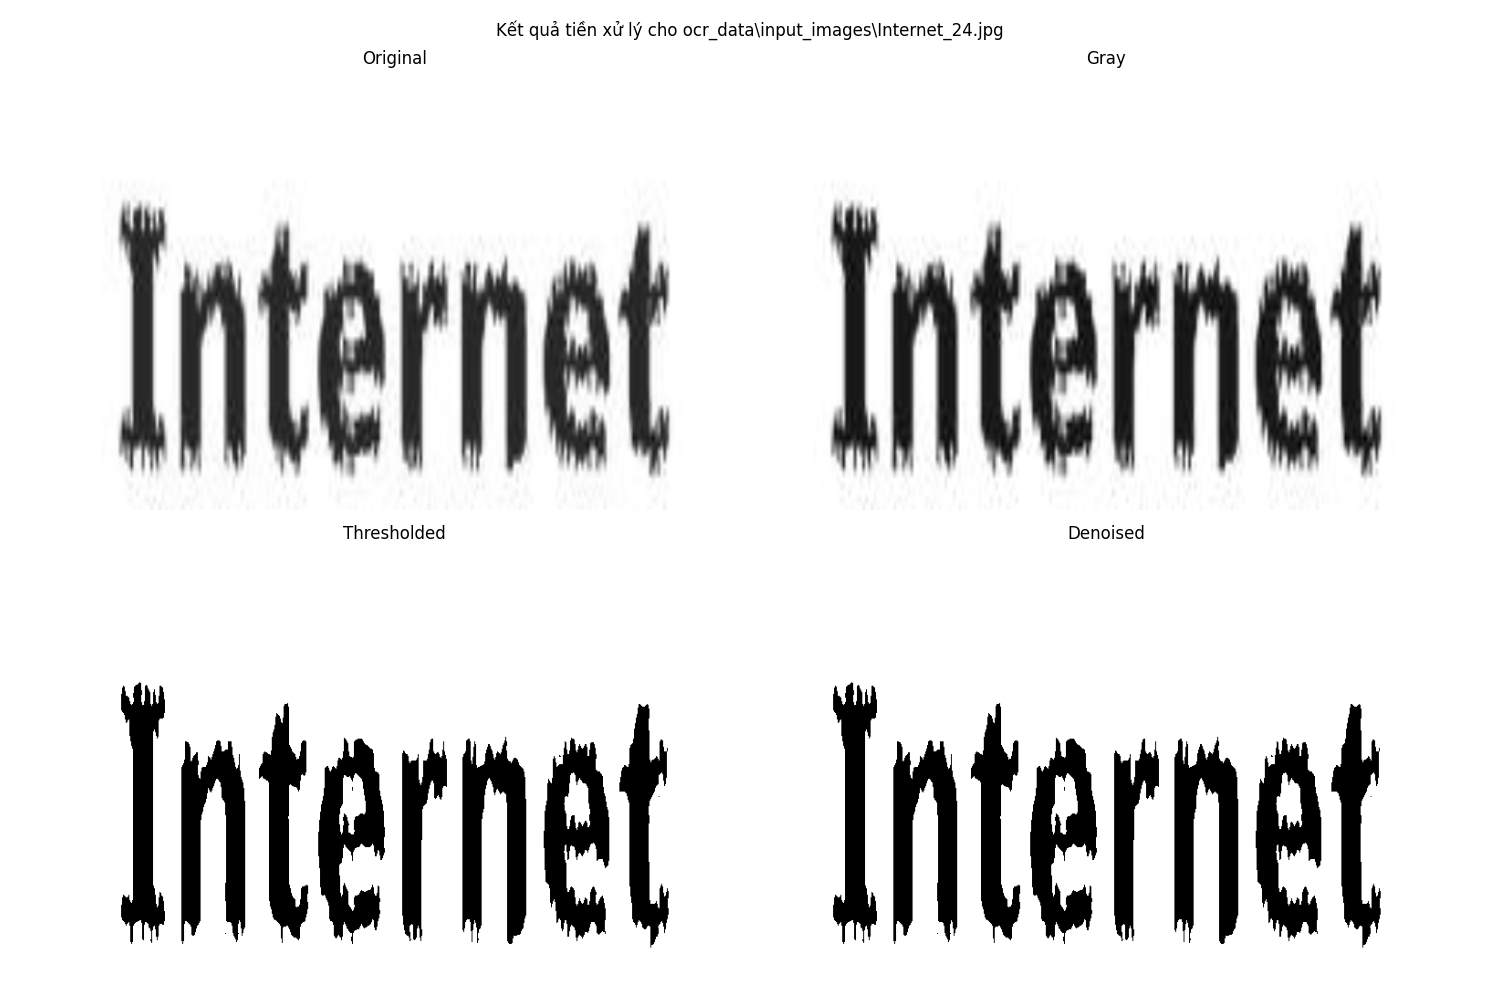 Kết quả tiền xử lý cho ocr_data\input_images\Internet_24.jpg
Original
Gray
Internet
Internet
Thresholded
Denoised
Internet
Internet